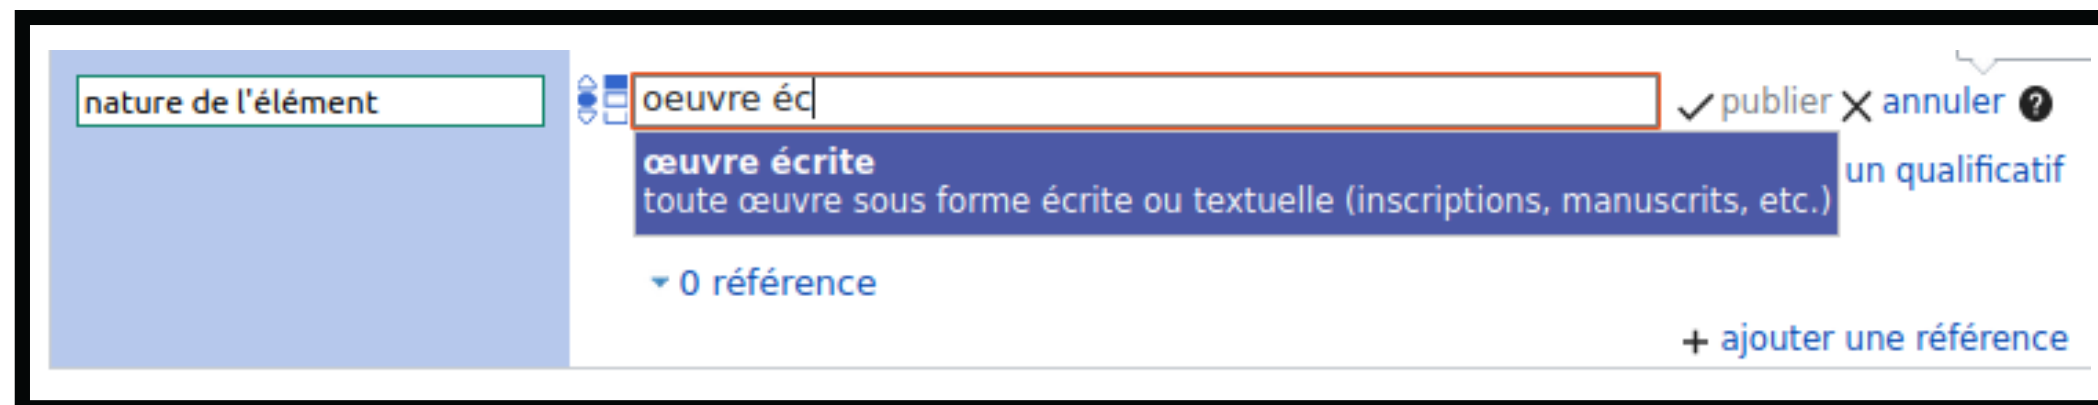 nature de l'élément
oeuvre éc
publier annuler
œuvre écrite
toute œuvre sous forme écrite ou textuelle (inscriptions, manuscrits, etc.)
un qualificatif
0 référence
+ ajouter une référence